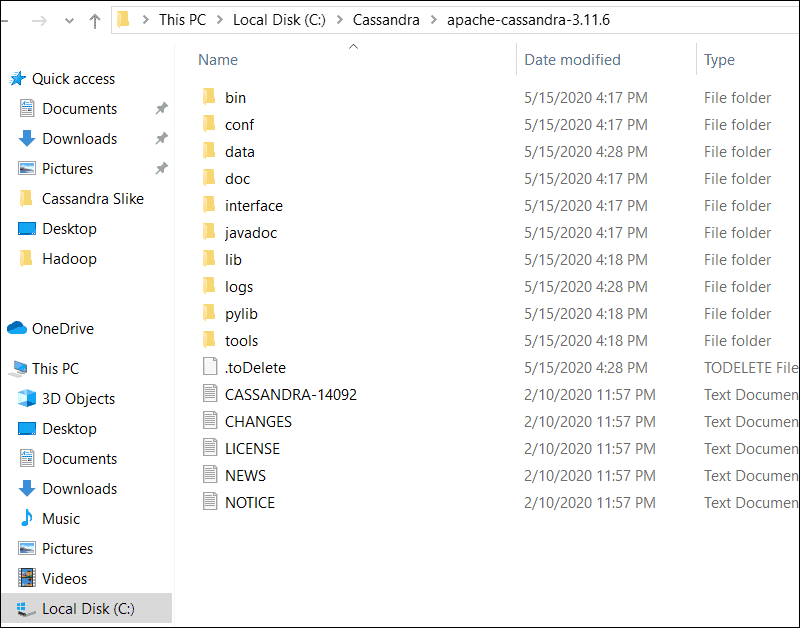 This PC > Local Disk (C:) > Cassandra > apache-cassandra-3.11.6
Name Date modified Type
Quick access
Documents
Downloads
Pictures
Cassandra Slike
Desktop
Hadoop
OneDrive
This PC
3D Objects
Desktop
Documents
Downloads
Music
Pictures
Videos
Local Disk (C:)
bin 5/15/2020 4:17 PM File folder
conf 5/15/2020 4:17 PM File folder
data 5/15/2020 4:28 PM File folder
doc 5/15/2020 4:17 PM File folder
interface 5/15/2020 4:17 PM File folder
javadoc 5/15/2020 4:17 PM File folder
lib 5/15/2020 4:18 PM File folder
logs 5/15/2020 4:28 PM File folder
pylib 5/15/2020 4:18 PM File folder
tools 5/15/2020 4:18 PM File folder
.toDelete 5/15/2020 4:28 PM TODELETE File
CASSANDRA-14092 2/10/2020 11:57 PM Text Documen
CHANGES 2/10/2020 11:57 PM Text Documen
LICENSE 2/10/2020 11:57 PM Text Documen
NEWS 2/10/2020 11:57 PM Text Documen
NOTICE 2/10/2020 11:57 PM Text Documen